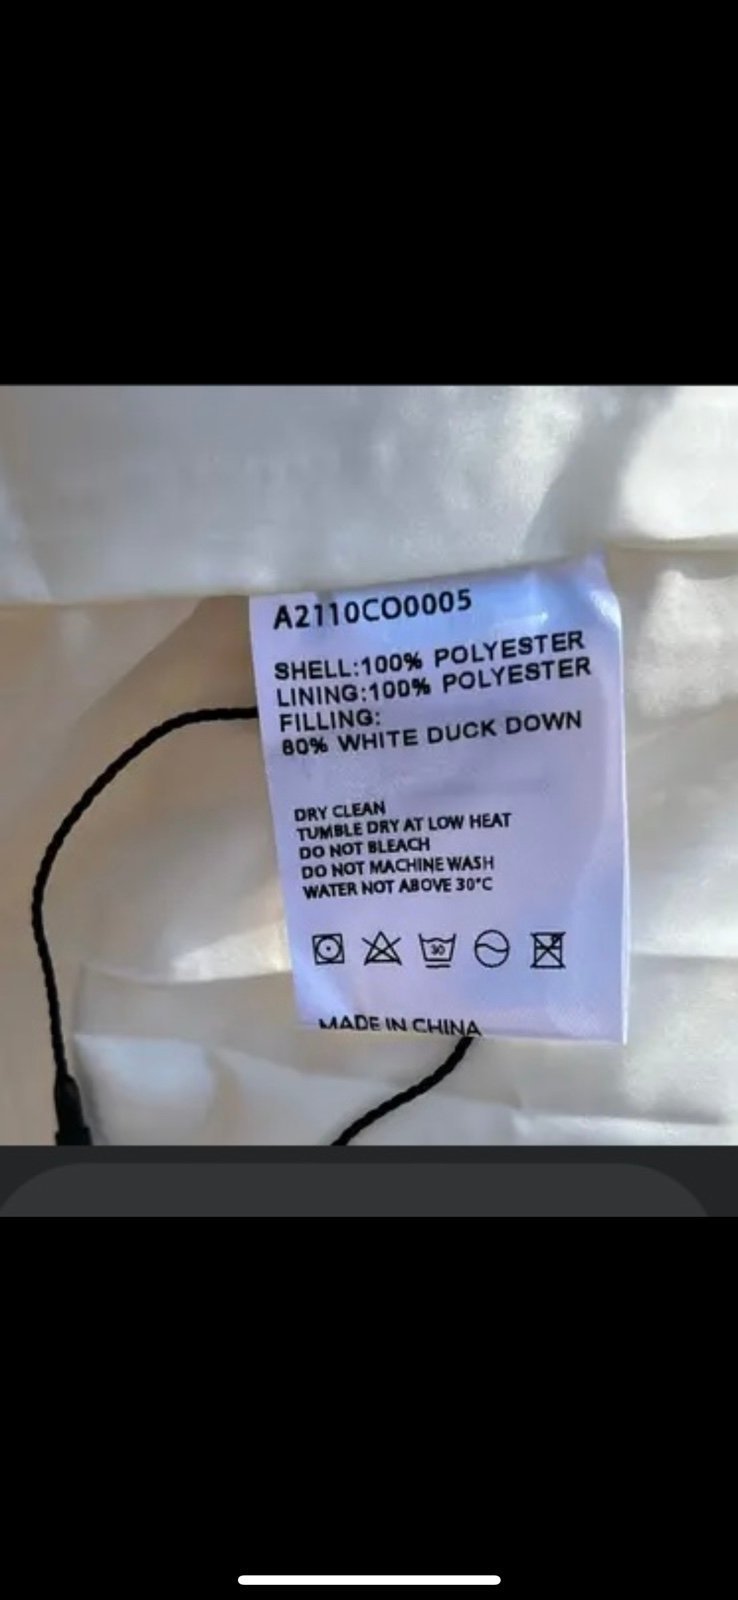 A2110CO0005
SHELL:100% POLYESTER
LINING:100% POLYESTER
FILLING:
80% WHITE DUCK DOWN
DRY CLEAN
TUMBLE DRY AT LOW HEAT
DO NOT BLEACH
DO NOT MACHINE WASH
WATER NOT ABOVE 30°C
30
MADE IN CHINA